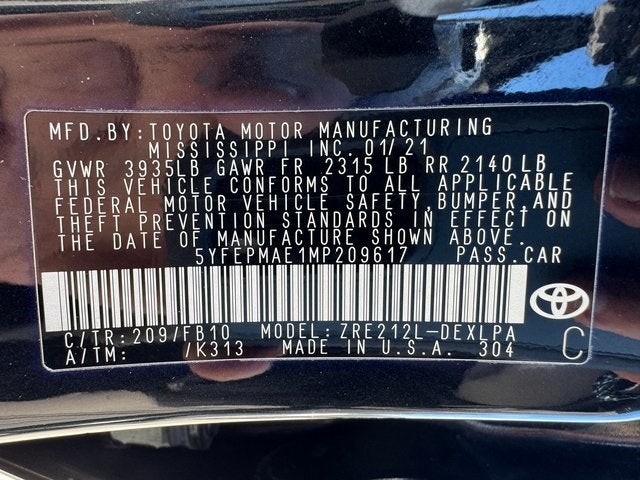 MFD.BY:TOYOTA MOTOR MANUFACTURING
MISSISSIPPI INC. 01/21
GVWR 3935LB GAWR FR 2315 LB RR 2140 LB
THIS VEHICLE CONFORMS TO ALL APPLICABLE
FEDERAL MOTOR VEHICLE SAFETY,BUMPER,AND
THEFT PREVENTION STANDARDS IN EFFECT ON
THE DATE OF MANUFACTURE SHOWN ABOVE.
5YFEPMAE1MP209617 PASS.CAR
C/TR:209/FB10 MODEL:ZRE212L-DEXLPA
A/TM: /K313 MADE IN U.S.A. 304
C